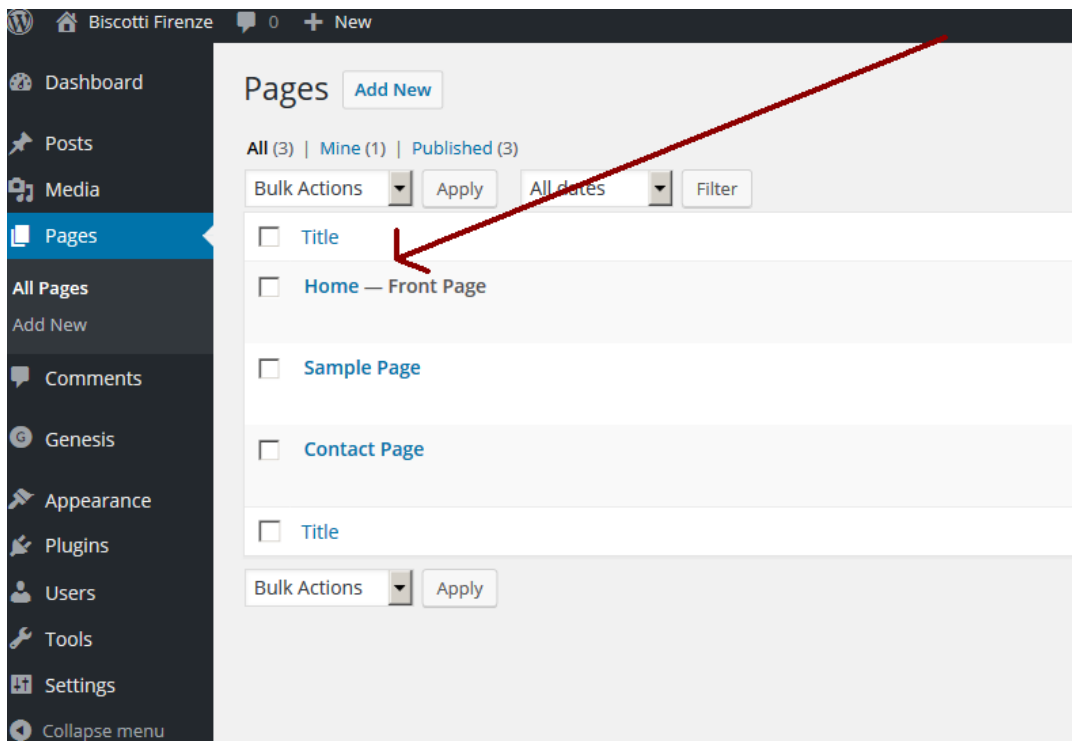 Biscotti Firenze 0 New
Dashboard
Posts
Media
Pages
All Pages
Add New
Comments
Genesis
Appearance
Plugins
Users
Tools
Settings
Collapse menu
Pages Add New
All (3) | Mine (1) | Published (3)
Bulk Actions Apply All dates Filter
Title
Home — Front Page
Sample Page
Contact Page
Title
Bulk Actions Apply